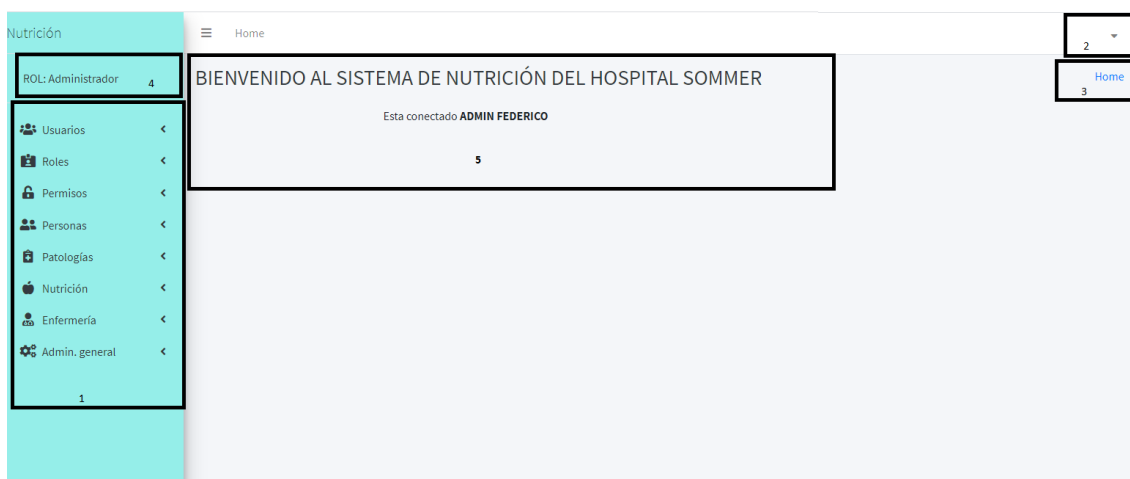 Nutrición
Home
2
ROL: Administrador
4
BIENVENIDO AL SISTEMA DE NUTRICIÓN DEL HOSPITAL SOMMER
Home
3
Esta conectado ADMIN FEDERICO
5
Usuarios
Roles
Permisos
Personas
Patologías
Nutrición
Enfermería
Admin. general
1